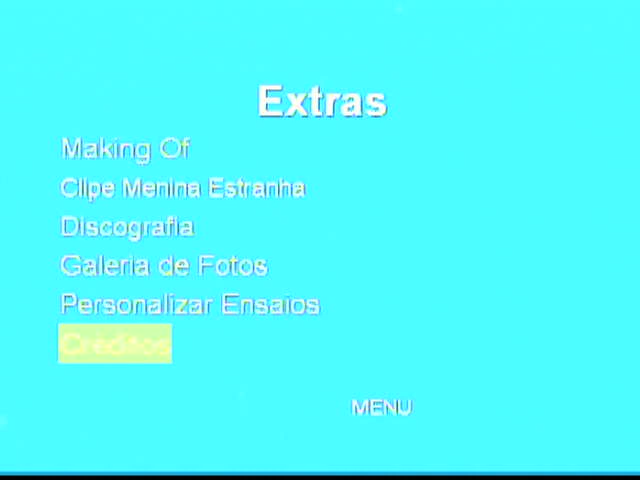 Extras
Making Of
Clipe Menina Estranha
Discografia
Galeria de Fotos
Personalizar Ensaios
Créditos
MENU